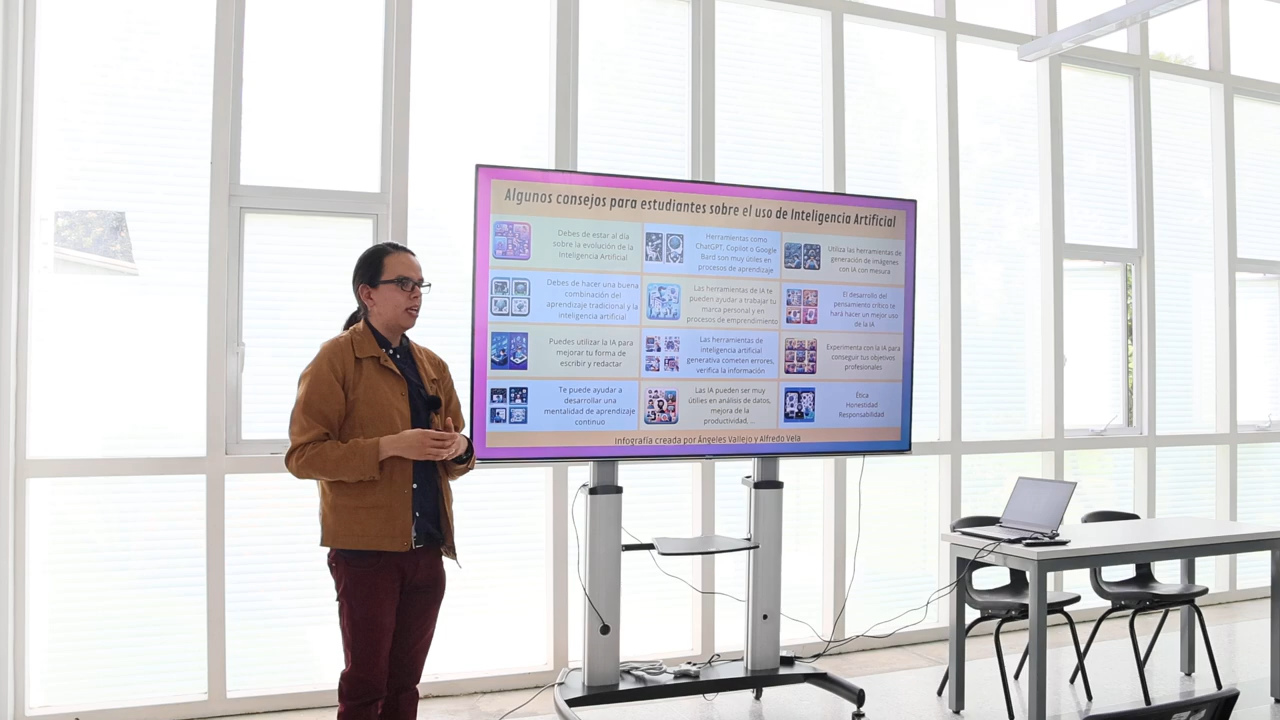 Algunos consejos para estudiantes sobre el uso de Inteligencia Artificial
Debes de estar al día
sobre la evolución de la
Inteligencia Artificial
Herramientas como
ChatGPT, Copilot o Google
Bard son muy útiles en
procesos de aprendizaje
Utiliza las herramientas de
generación de imágenes
con IA con mesura
Debes de hacer una buena
combinación del
aprendizaje tradicional y la
inteligencia artificial
Las herramientas de IA te
pueden ayudar a trabajar tu
marca personal y en
procesos de emprendimiento
El desarrollo del
pensamiento crítico te
hará hacer un mejor uso
de la IA
Puedes utilizar la IA para
mejorar tu forma de
escribir y redactar
Las herramientas de
inteligencia artificial
generativa cometen errores,
verifica la información
Experimenta con la IA para
conseguir tus objetivos
profesionales
Te puede ayudar a
desarrollar una
mentalidad de aprendizaje
continuo
Las IA pueden ser muy
útiles en análisis de datos,
mejora de la
productividad, ...
Ética
Honestidad
Responsabilidad
Infografía creada por Ángeles Vallejo y Alfredo Vela